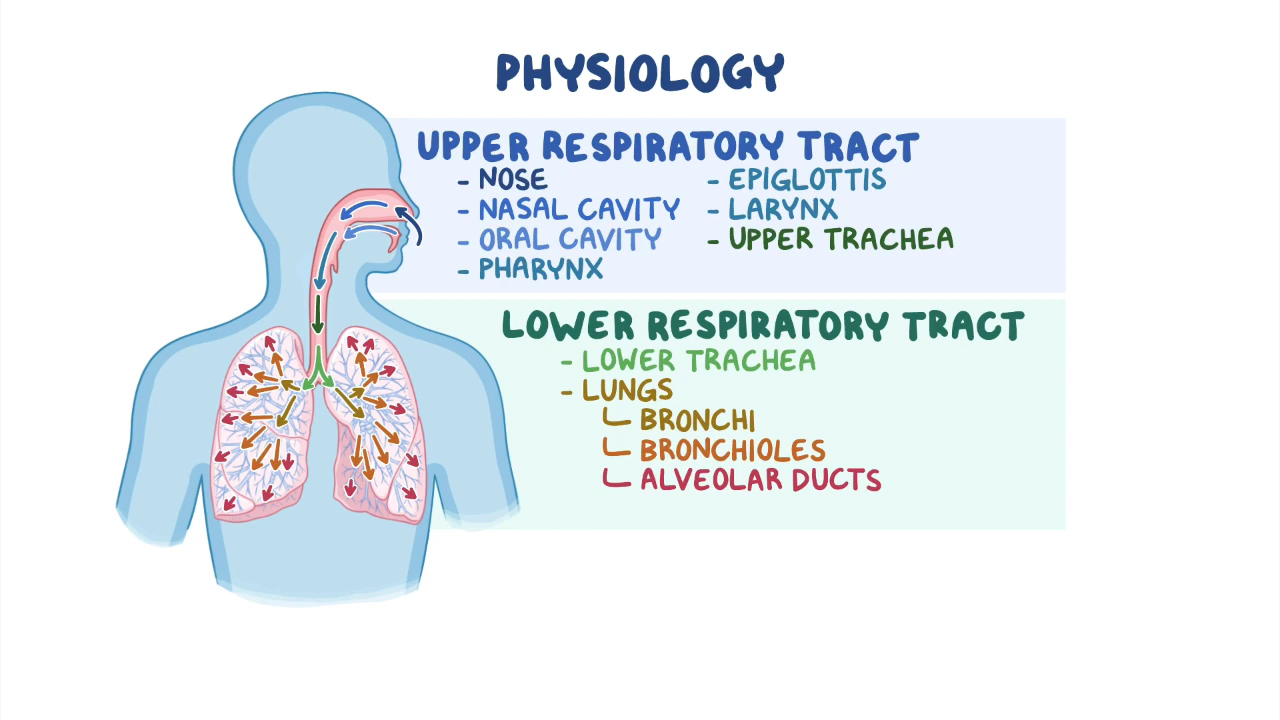 PHYSIOLOGY
UPPER RESPIRATORY TRACT
- NOSE
- NASAL CAVITY
- ORAL CAVITY
- PHARYNX
- EPIGLOTTIS
- LARYNX
- UPPER TRACHEA
LOWER RESPIRATORY TRACT
- LOWER TRACHEA
- LUNGS
BRONCHI
BRONCHIOLES
ALVEOLAR DUCTS